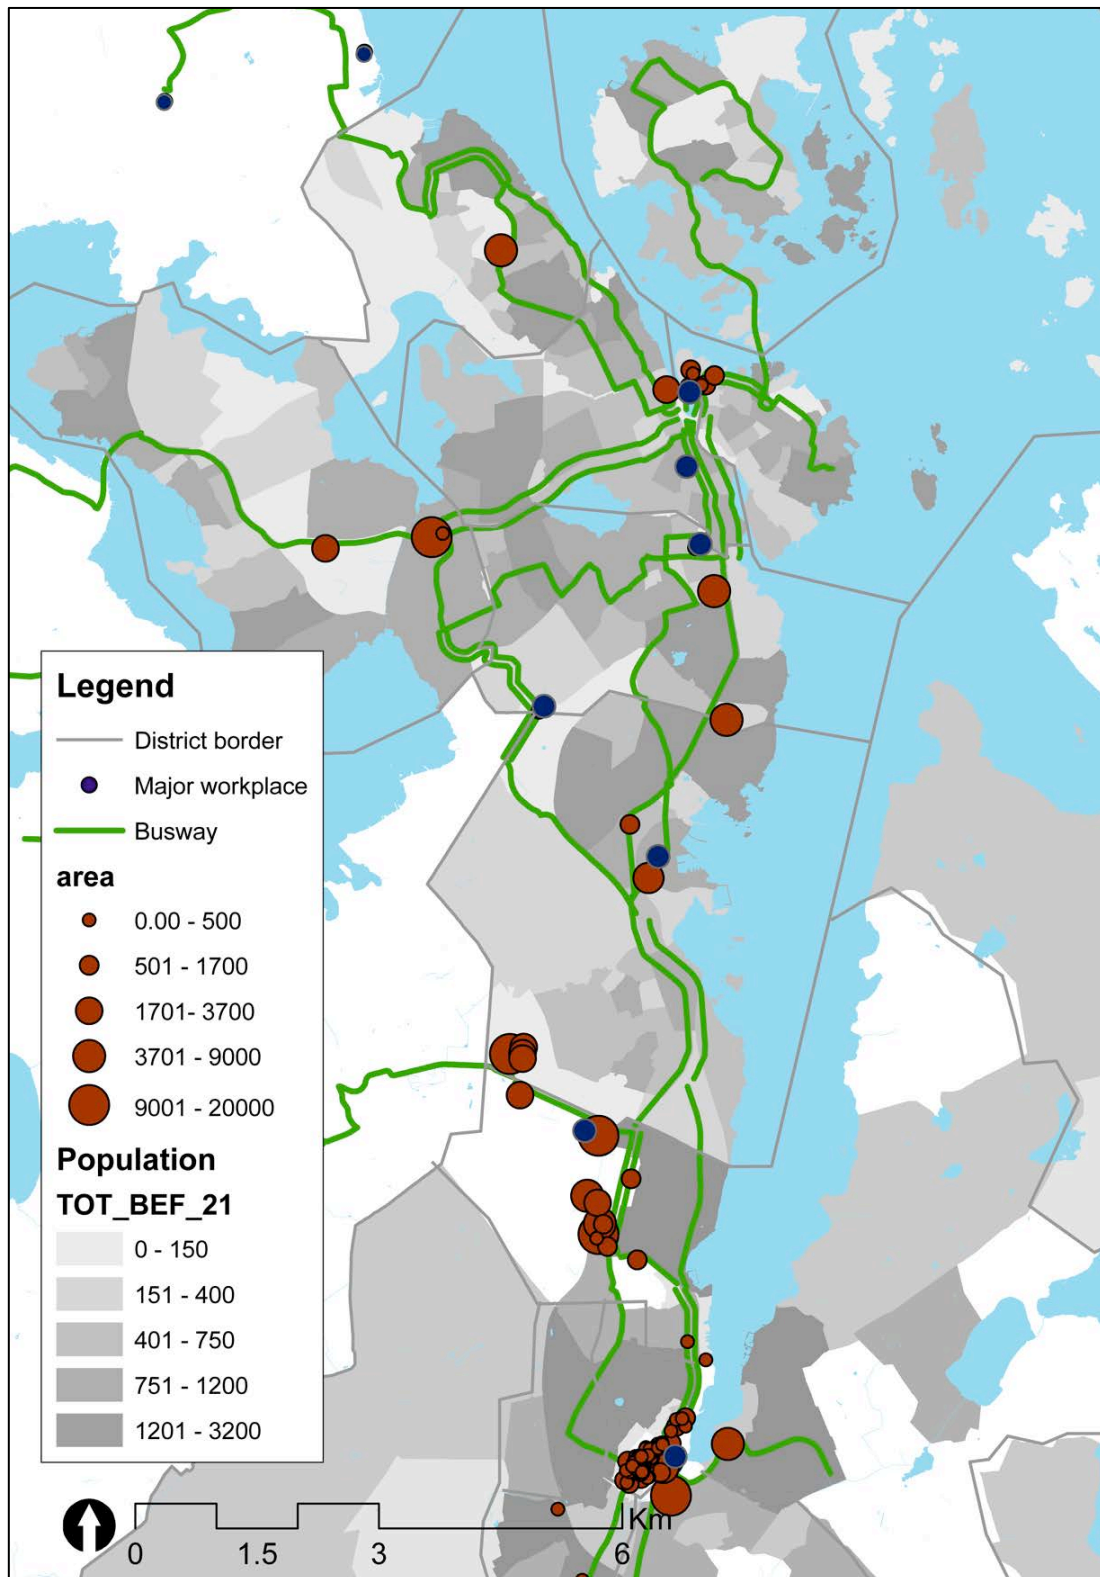 Legend
District border
Major workplace
Busway
area
0.00 - 500
501 - 1700
1701- 3700
3701 - 9000
9001 - 20000
Population
TOT_BEF_21
0 - 150
151 - 400
401 - 750
751 - 1200
1201 - 3200
Km
0 1.5 3 6